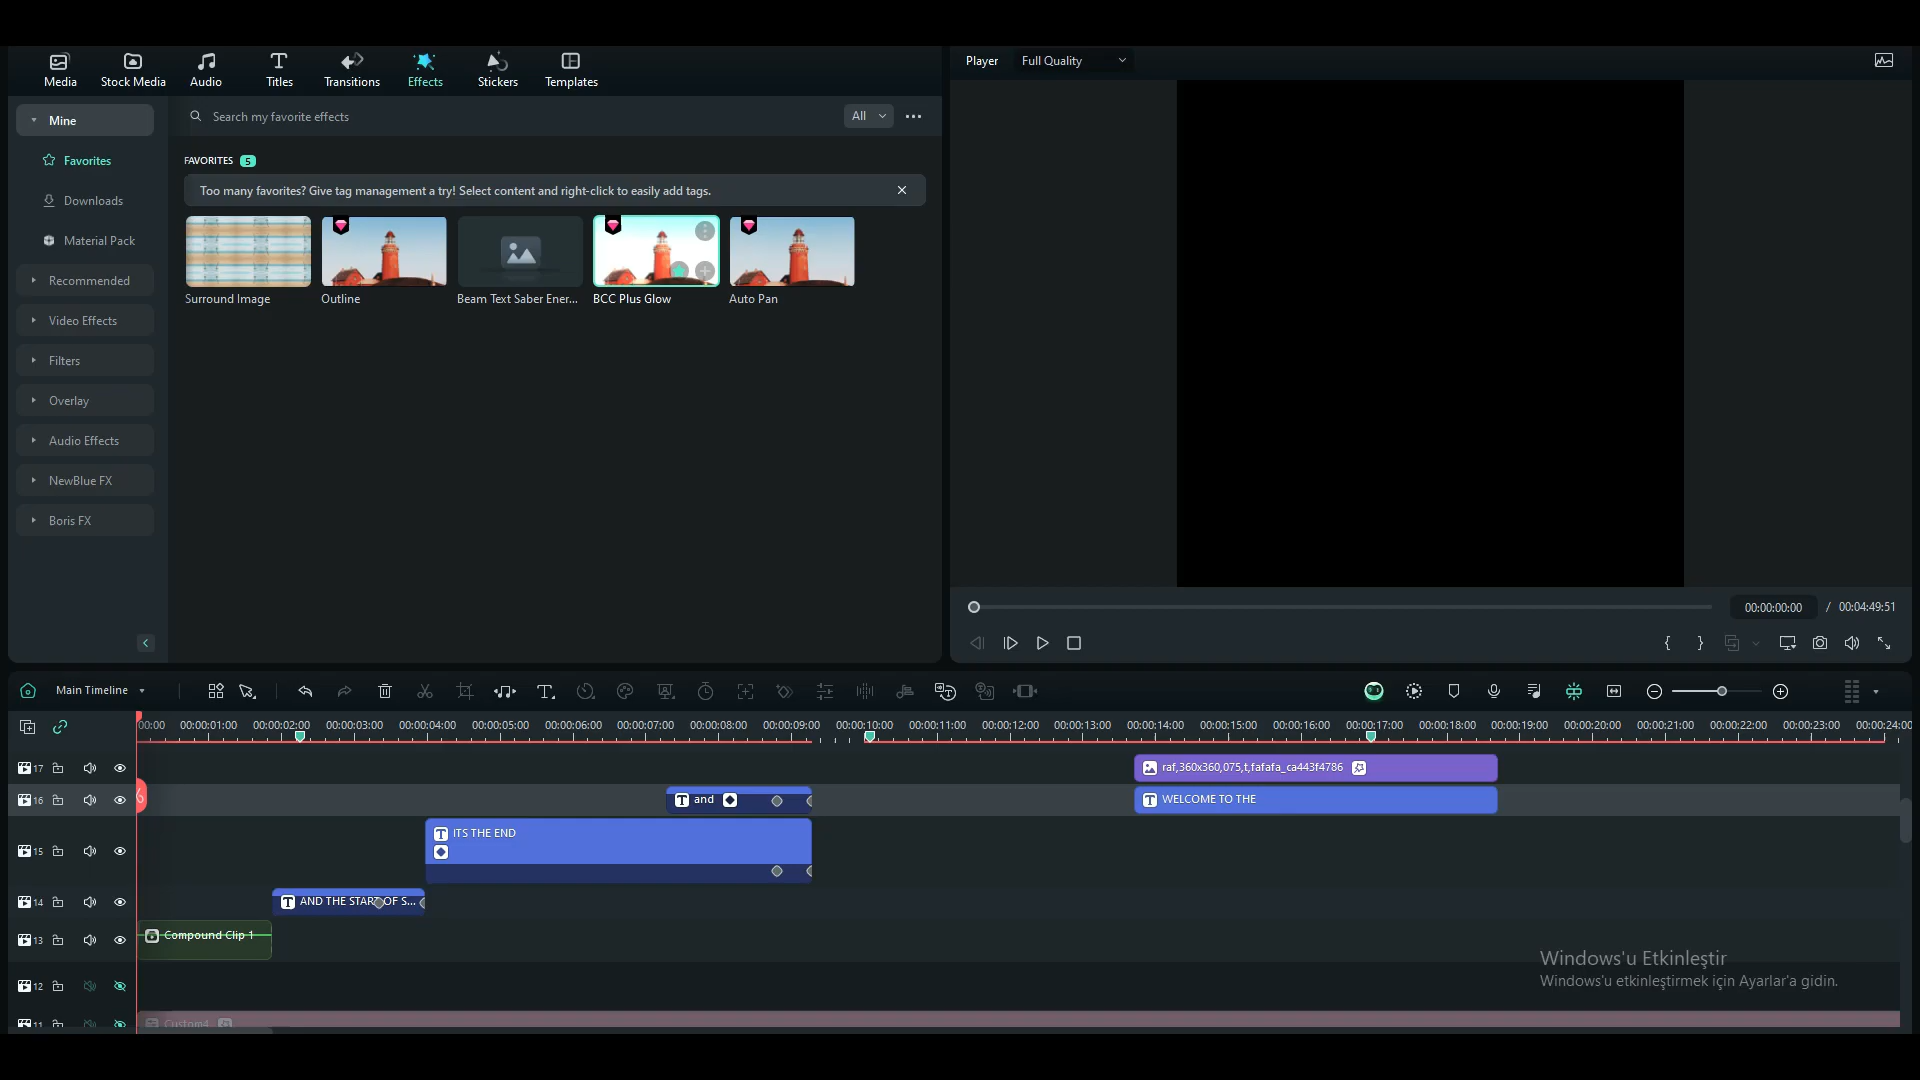 Media
Stock Media
Audio
Titles
Transitions
Effects
Stickers
Templates
Player
Full Quality
Mine
Search my favorite effects
All
Favorites
FAVORITES 5
Downloads
Too many favorites? Give tag management a try! Select content and right-click to easily add tags.
Material Pack
Recommended
Video Effects
Filters
Overlay
Audio Effects
NewBlue FX
Boris FX
Surround Image
Outline
Beam Text Saber Ener...
BCC Plus Glow
Auto Pan
00:00:00:00 / 00:04:49:51
Main Timeline
00:00 00:00:01:00 00:00:02:00 00:00:03:00 00:00:04:00 00:00:05:00 00:00:06:00 00:00:07:00 00:00:08:00 00:00:09:00 00:00:10:00 00:00:11:00 00:00:12:00 00:00:13:00 00:00:14:00 00:00:15:00 00:00:16:00 00:00:17:00 00:00:18:00 00:00:19:00 00:00:20:00 00:00:21:00 00:00:22:00 00:00:23:00 00:00:24:00
17
raf,360x360,075,t,fafafa_ca443f4786
16
and
WELCOME TO THE
15
ITS THE END
14
AND THE START OF S...
13
Compound Clip 1
12
11
Custom4
Windows'u Etkinleştir
Windows'u etkinleştirmek için Ayarlar'a gidin.